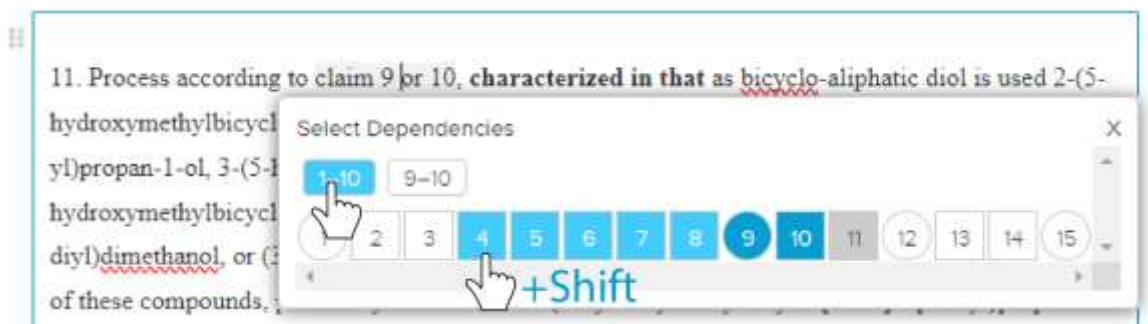 11. Process according to claim 9 or 10, characterized in that as bicyclo-aliphatic diol is used 2-(5-
hydroxymethylbicycl
Select Dependencies X
yl)propan-1-ol, 3-(5-
1–10 9–10
hydroxymethylbicycl
1 2 3 4 5 6 7 8 9 10 11 12 13 14 15
diyl)dimethanol, or (3
+Shift
of these compounds,